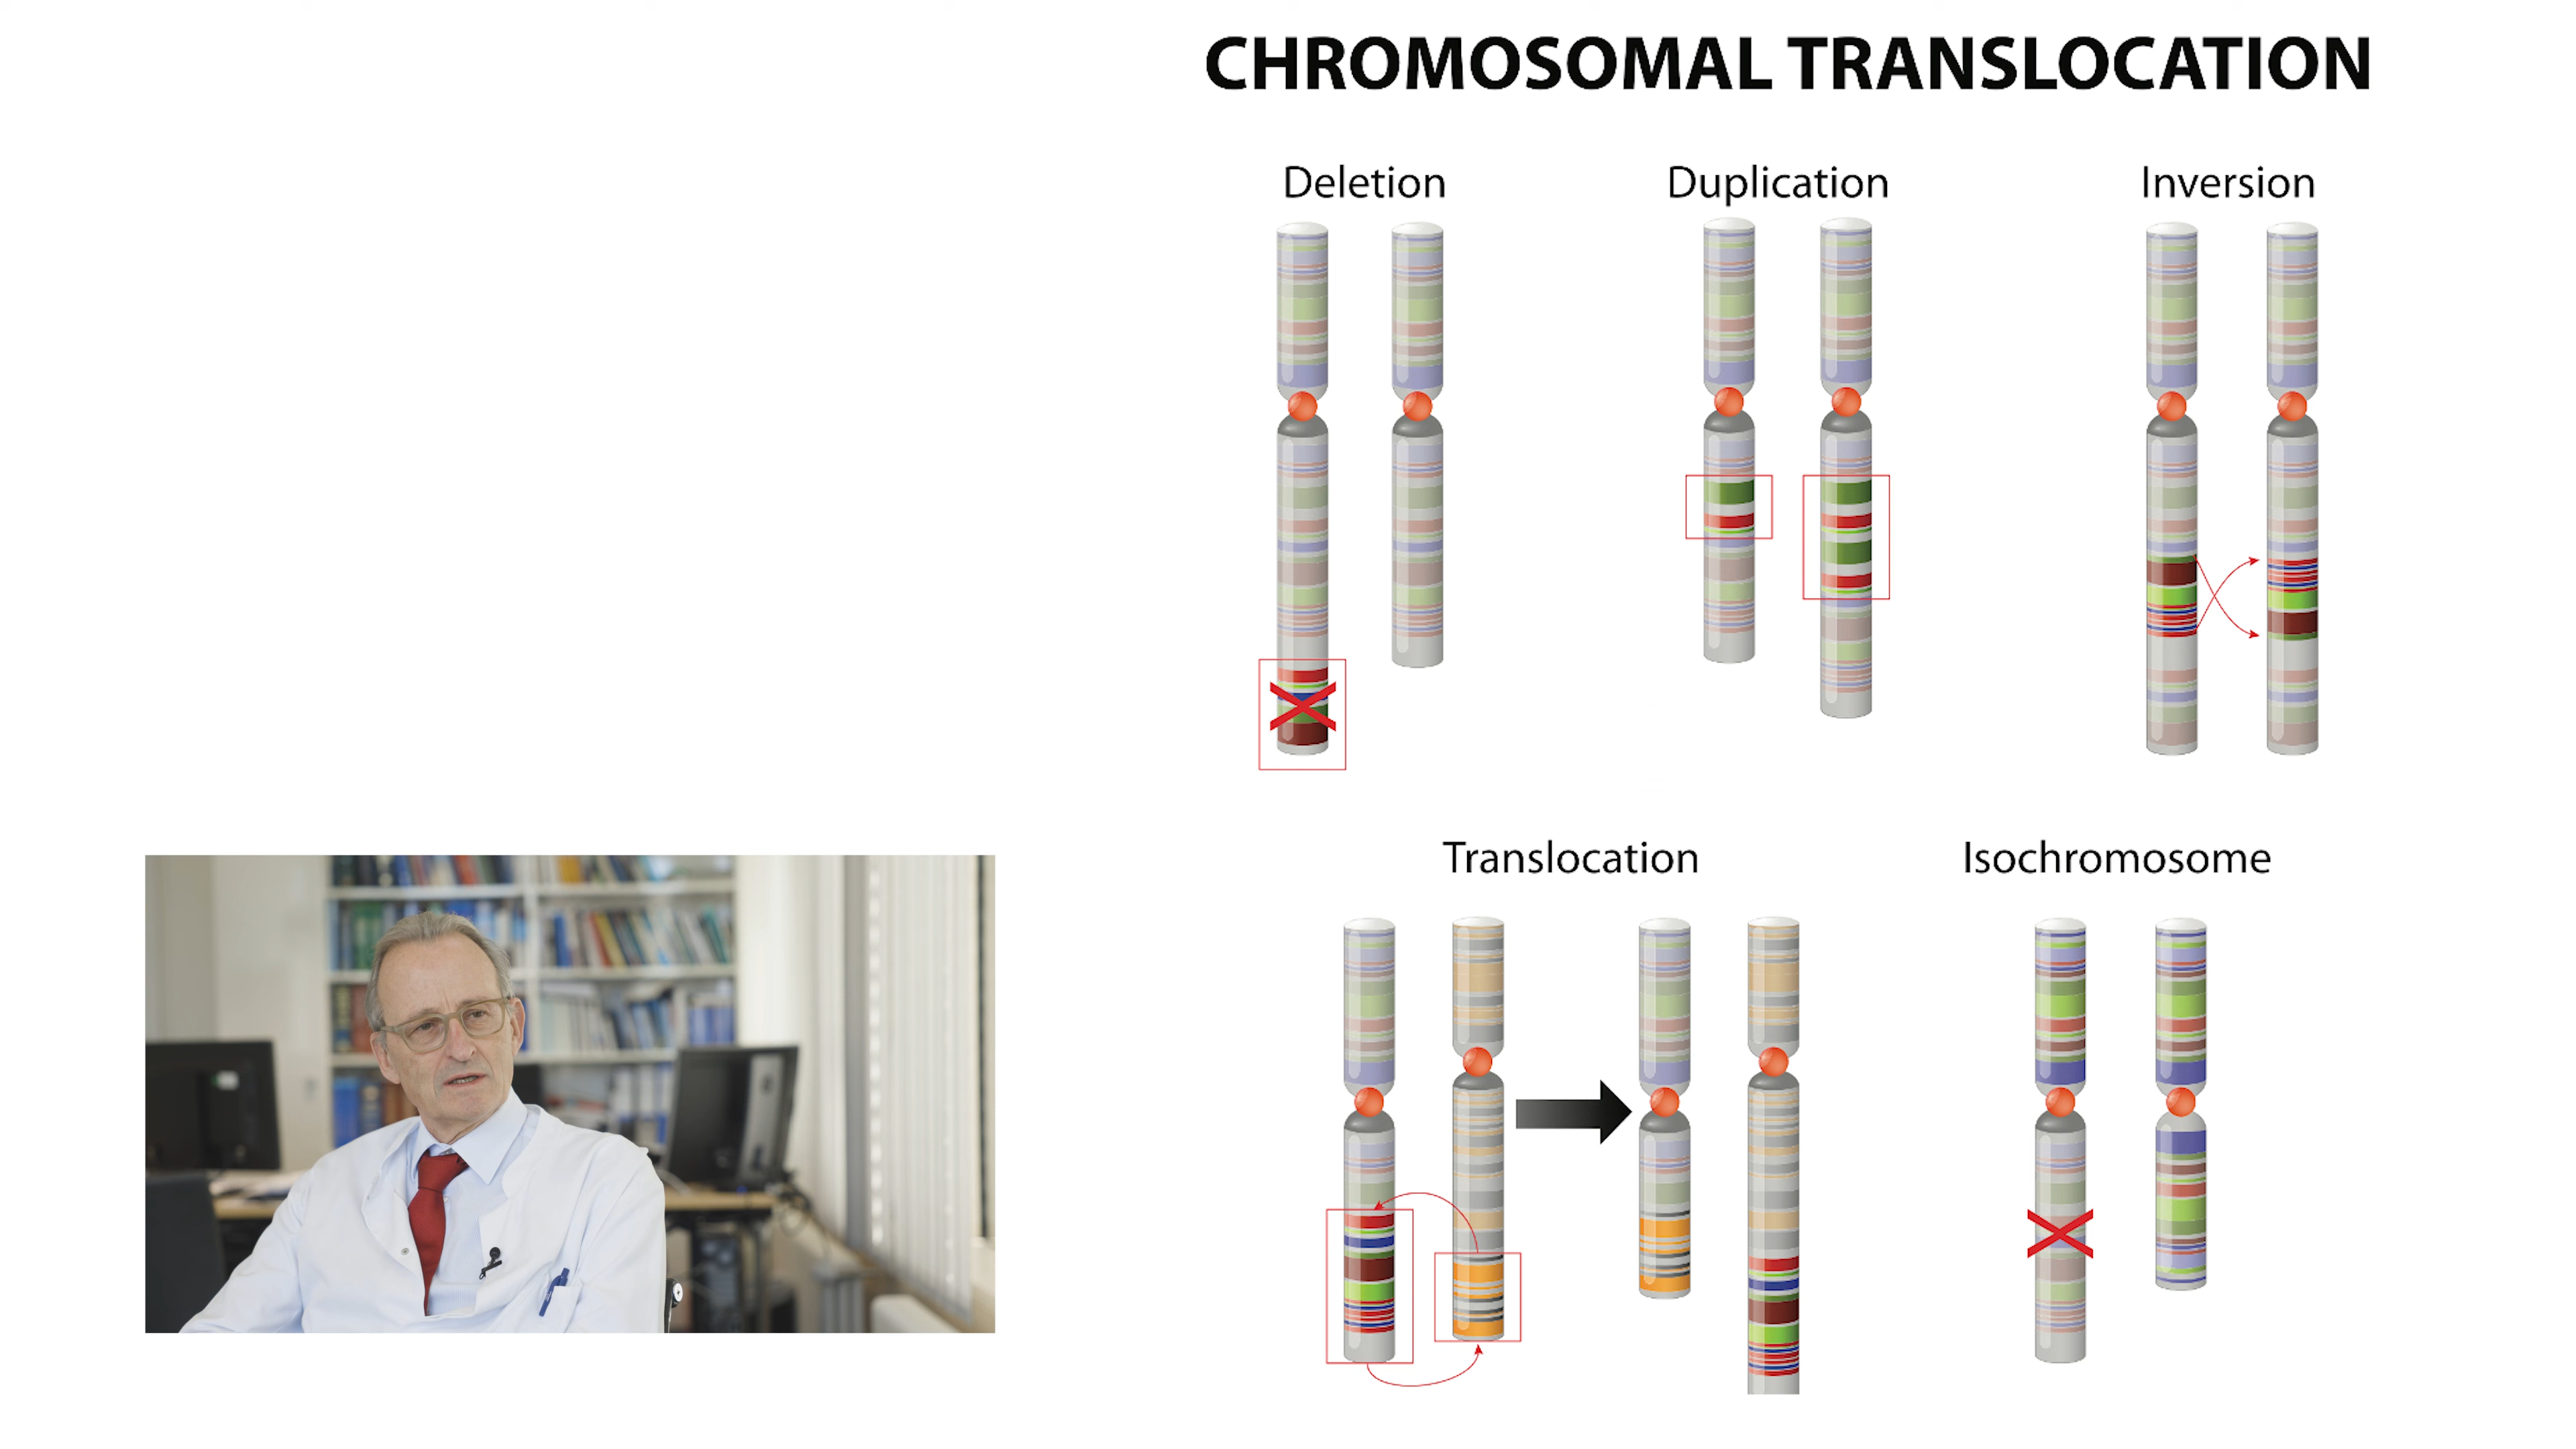 CHROMOSOMAL TRANSLOCATION
Deletion
Duplication
Inversion
Translocation
Isochromosome